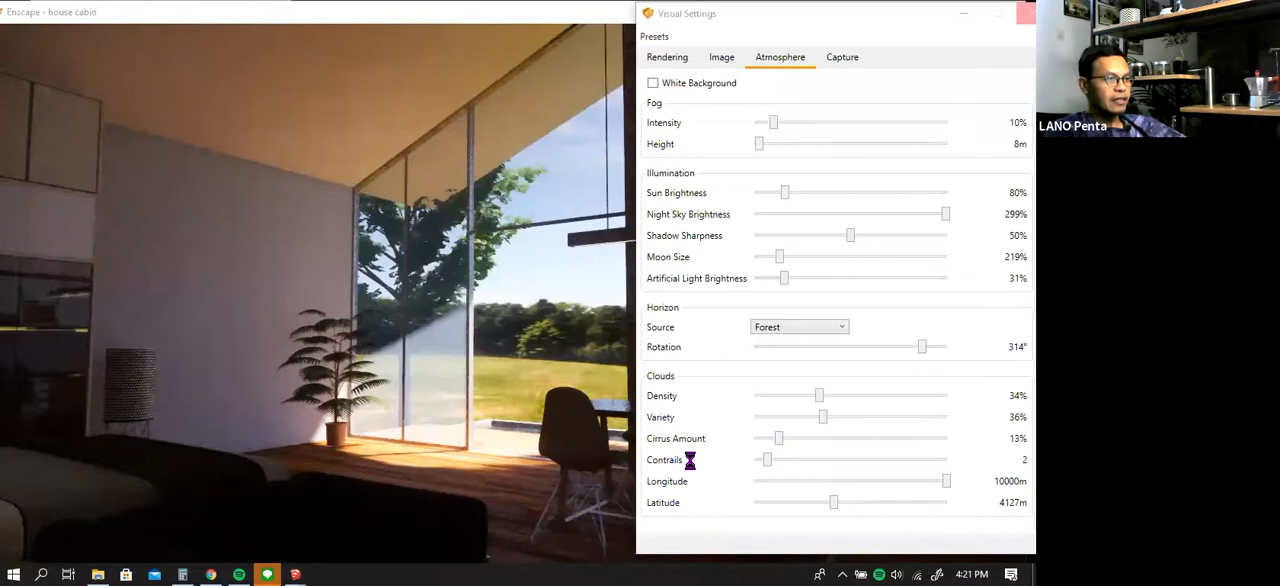 Enscape - house cabin
Visual Settings
Presets
Rendering Image Atmosphere Capture
White Background
Fog
Intensity 10%
Height 8m
Illumination
Sun Brightness 80%
Night Sky Brightness 299%
Shadow Sharpness 50%
Moon Size 219%
Artificial Light Brightness 31%
Horizon
Source Forest
Rotation 314°
Clouds
Density 34%
Variety 36%
Cirrus Amount 13%
Contrails 2
Longitude 10000m
Latitude 4127m
LANO Penta
4:21 PM